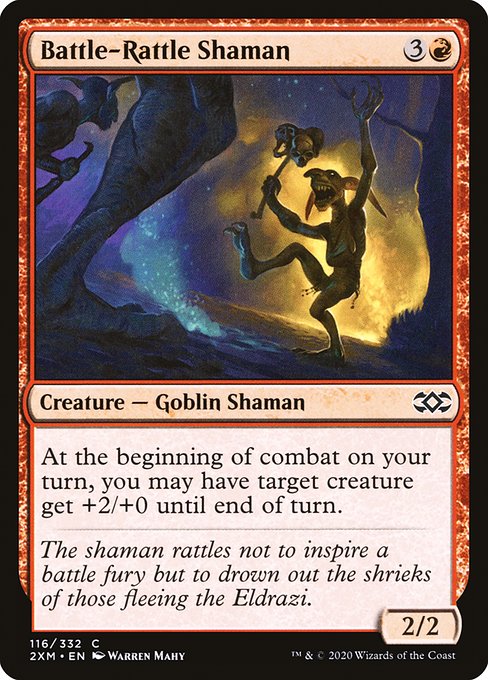 Battle-Rattle Shaman 3
Creature — Goblin Shaman
At the beginning of combat on your
turn, you may have target creature
get +2/+0 until end of turn.
The shaman rattles not to inspire a
battle fury but to drown out the shrieks
of those fleeing the Eldrazi.
2/2
116/332 C
2XM • EN Warren Mahy
™ & © 2020 Wizards of the Coast